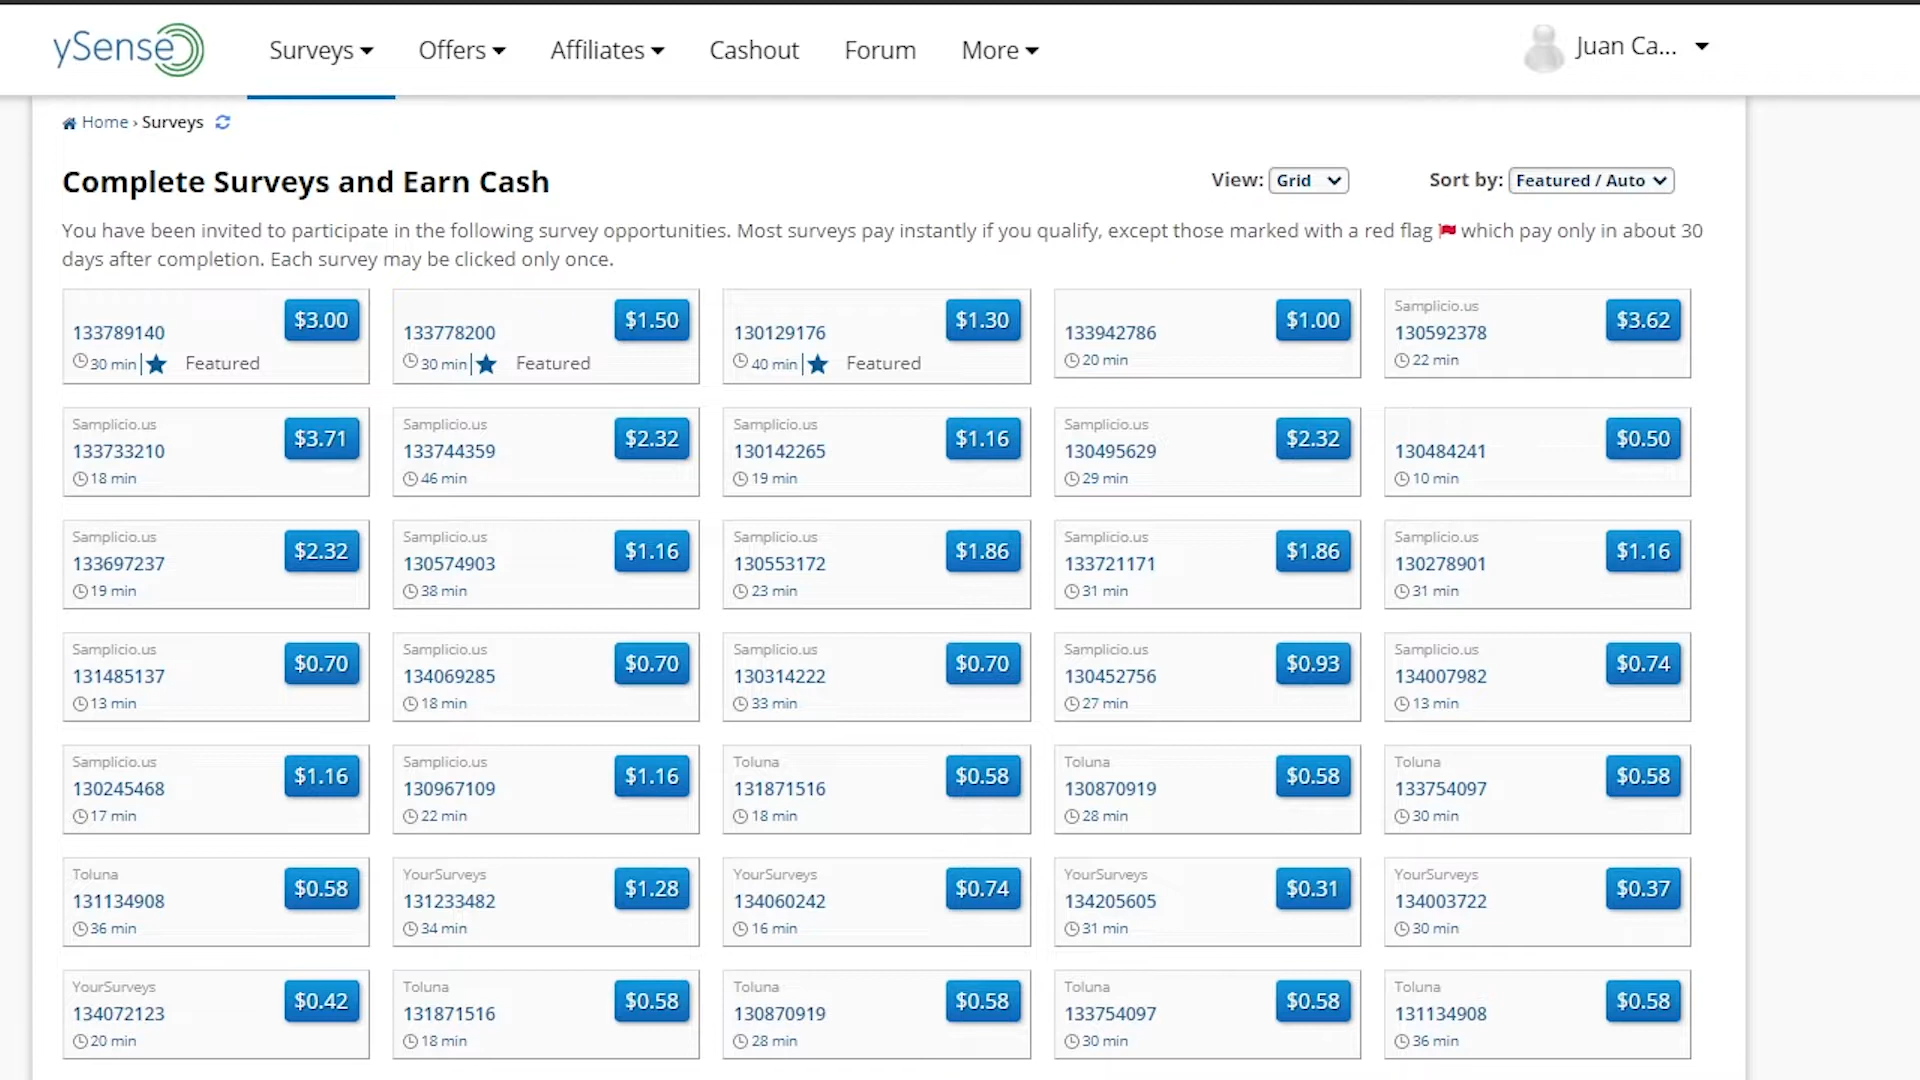 ySense
Surveys Offers Affiliates Cashout Forum More Juan Ca...
Home › Surveys
Complete Surveys and Earn Cash
View: Grid Sort by: Featured / Auto
You have been invited to participate in the following survey opportunities. Most surveys pay instantly if you qualify, except those marked with a red flag which pay only in about 30
days after completion. Each survey may be clicked only once.
133789140 $3.00
30 min Featured
133778200 $1.50
30 min Featured
130129176 $1.30
40 min Featured
133942786 $1.00
20 min
Samplicio.us
130592378 $3.62
22 min
Samplicio.us
133733210 $3.71
18 min
Samplicio.us
133744359 $2.32
46 min
Samplicio.us
130142265 $1.16
19 min
Samplicio.us
130495629 $2.32
29 min
130484241 $0.50
10 min
Samplicio.us
133697237 $2.32
19 min
Samplicio.us
130574903 $1.16
38 min
Samplicio.us
130553172 $1.86
23 min
Samplicio.us
133721171 $1.86
31 min
Samplicio.us
130278901 $1.16
31 min
Samplicio.us
131485137 $0.70
13 min
Samplicio.us
134069285 $0.70
18 min
Samplicio.us
130314222 $0.70
33 min
Samplicio.us
130452756 $0.93
27 min
Samplicio.us
134007982 $0.74
13 min
Samplicio.us
130245468 $1.16
17 min
Samplicio.us
130967109 $1.16
22 min
Toluna
131871516 $0.58
18 min
Toluna
130870919 $0.58
28 min
Toluna
133754097 $0.58
30 min
Toluna
131134908 $0.58
36 min
YourSurveys
131233482 $1.28
34 min
YourSurveys
134060242 $0.74
16 min
YourSurveys
134205605 $0.31
31 min
YourSurveys
134003722 $0.37
30 min
YourSurveys
134072123 $0.42
20 min
Toluna
131871516 $0.58
18 min
Toluna
130870919 $0.58
28 min
Toluna
133754097 $0.58
30 min
Toluna
131134908 $0.58
36 min